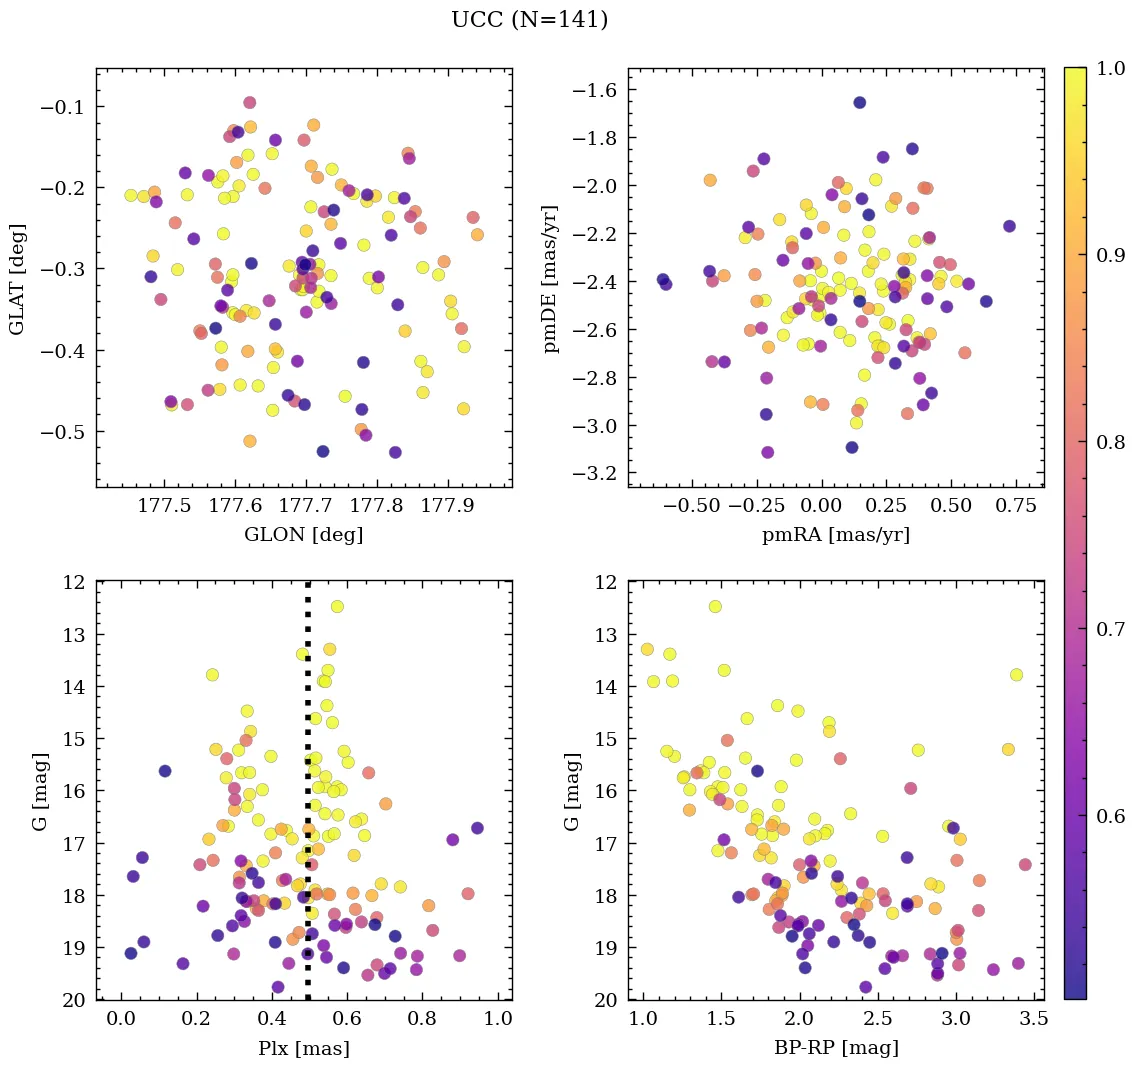 UCC (N=141)
−0.1
−0.2
−0.3
−0.4
−0.5
GLAT [deg]
177.5 177.6 177.7 177.8 177.9
GLON [deg]
−1.6
−1.8
−2.0
−2.2
−2.4
−2.6
−2.8
−3.0
−3.2
pmDE [mas/yr]
−0.50 −0.25 0.00 0.25 0.50 0.75
pmRA [mas/yr]
12
13
14
15
16
17
18
19
20
G [mag]
0.0 0.2 0.4 0.6 0.8 1.0
Plx [mas]
12
13
14
15
16
17
18
19
20
G [mag]
1.0 1.5 2.0 2.5 3.0 3.5
BP-RP [mag]
1.0
0.9
0.8
0.7
0.6